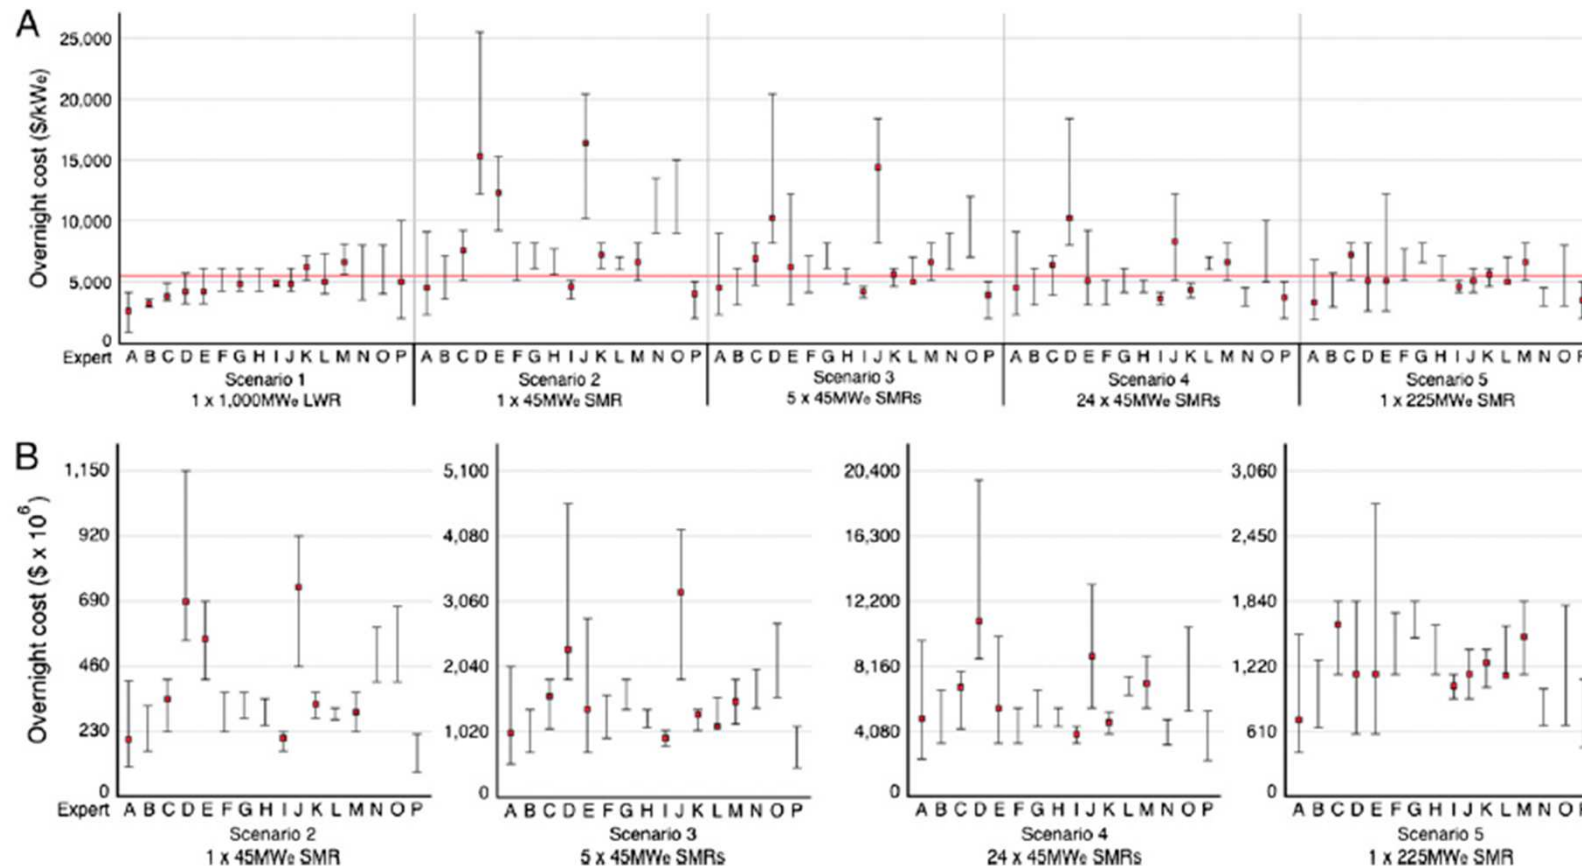 A
Overnight cost ($/kWe)
25,000
20,000
15,000
10,000
5,000
0
Expert A B C D E F G H I J K L M N O P A B C D E F G H I J K L M N O P A B C D E F G H I J K L M N O P A B C D E F G H I J K L M N O P A B C D E F G H I J K L M N O
Scenario 1 Scenario 2 Scenario 3 Scenario 4 Scenario 5
1 x 1,000MWe LWR 1 x 45MWe SMR 5 x 45MWe SMRs 24 x 45MWe SMRs 1 x 225MWe SMR
B
Overnight cost ($ x 10⁶)
1,150 5,100 20,400 3,060
920 4,080 16,300 2,450
690 3,060 12,200 1,840
460 2,040 8,160 1,220
230 1,020 4,080 610
0 0 0 0
Expert A B C D E F G H I J K L M N O P A B C D E F G H I J K L M N O P A B C D E F G H I J K L M N O P A B C D E F G H I J K L M N O
Scenario 2 Scenario 3 Scenario 4 Scenario 5
1 x 45MWe SMR 5 x 45MWe SMRs 24 x 45MWe SMRs 1 x 225MWe SMR